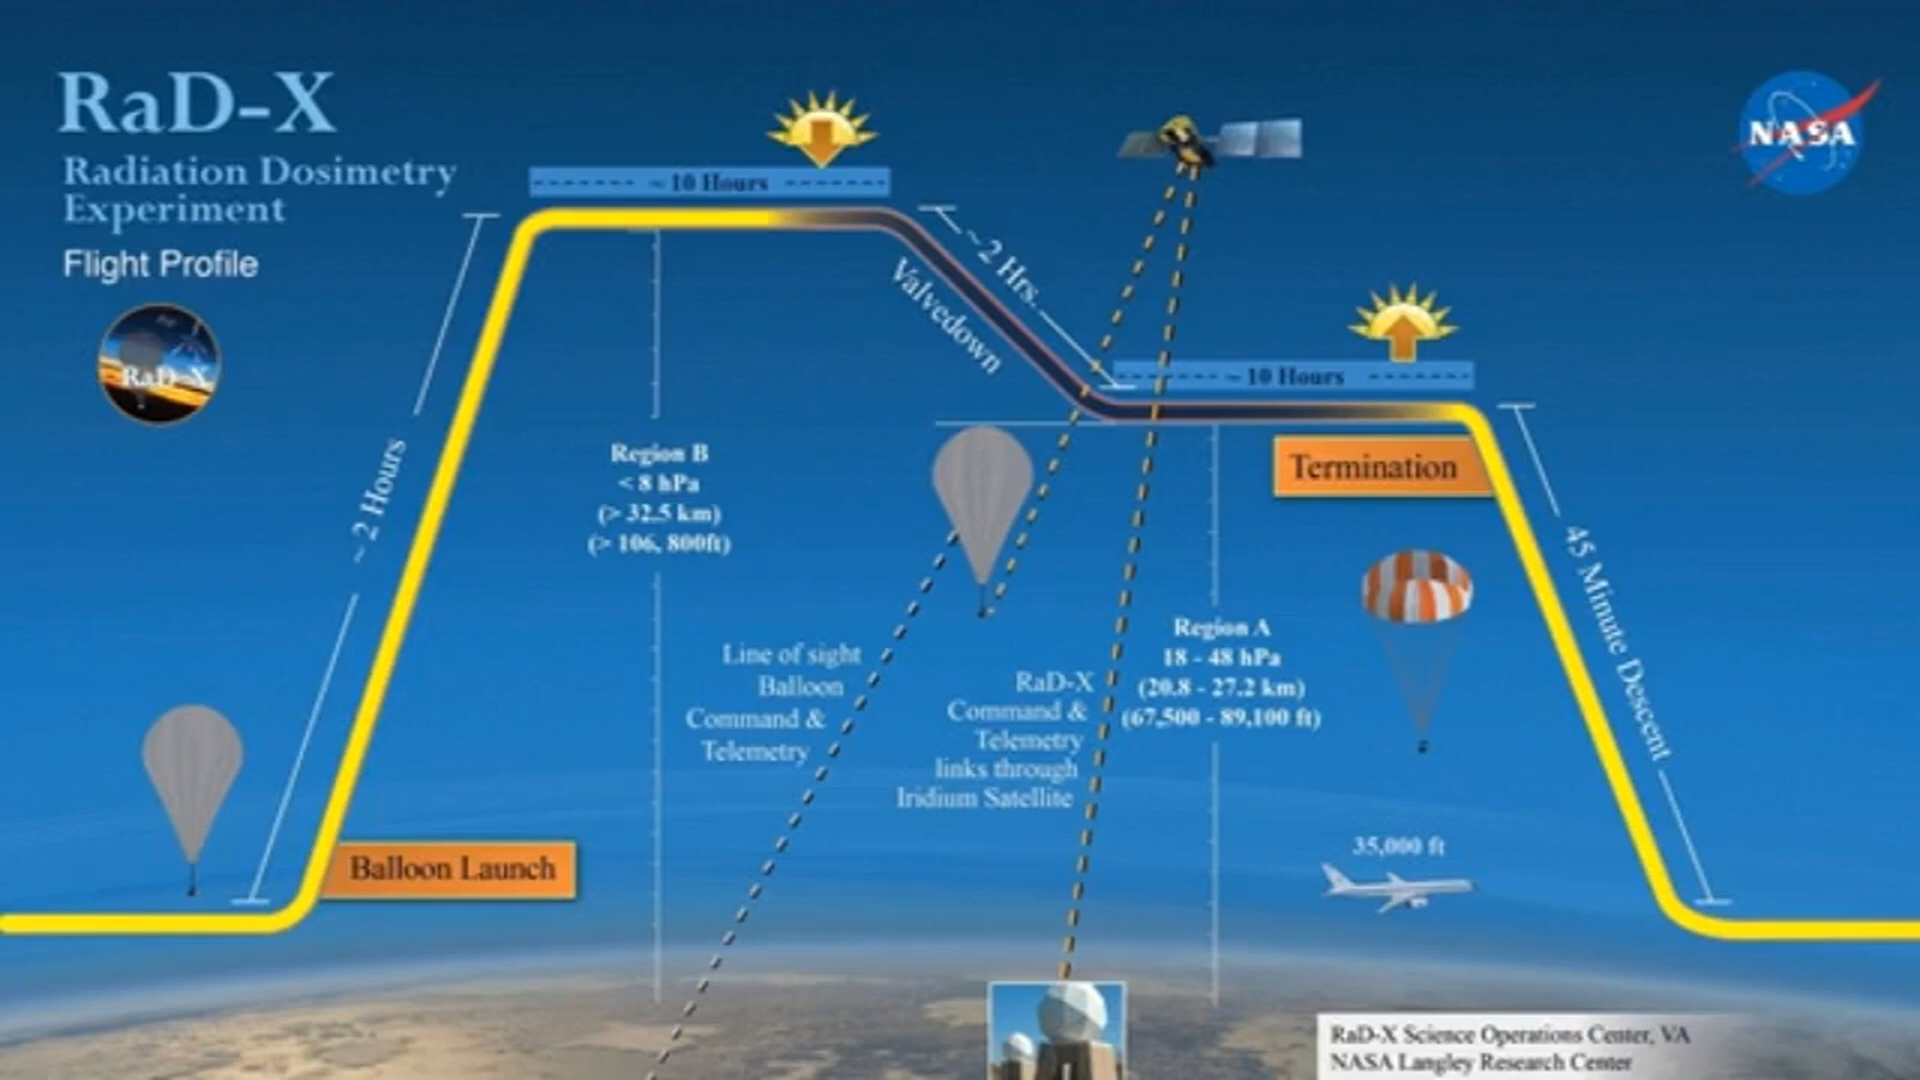 RaD-X
Radiation Dosimetry
Experiment
Flight Profile
RaD-X
NASA
~ 10 Hours
~ 2 Hrs.
Valvedown
~ 10 Hours
~ 2 Hours
Region B
< 8 hPa
(> 32.5 km)
(> 106, 800ft)
Termination
45 Minute Descent
Line of sight
Balloon
Command &
Telemetry
RaD-X
Command &
Telemetry
links through
Iridium Satellite
Region A
18 - 48 hPa
(20.8 - 27.2 km)
(67,500 - 89,100 ft)
35,000 ft
Balloon Launch
RaD-X Science Operations Center, VA
NASA Langley Research Center